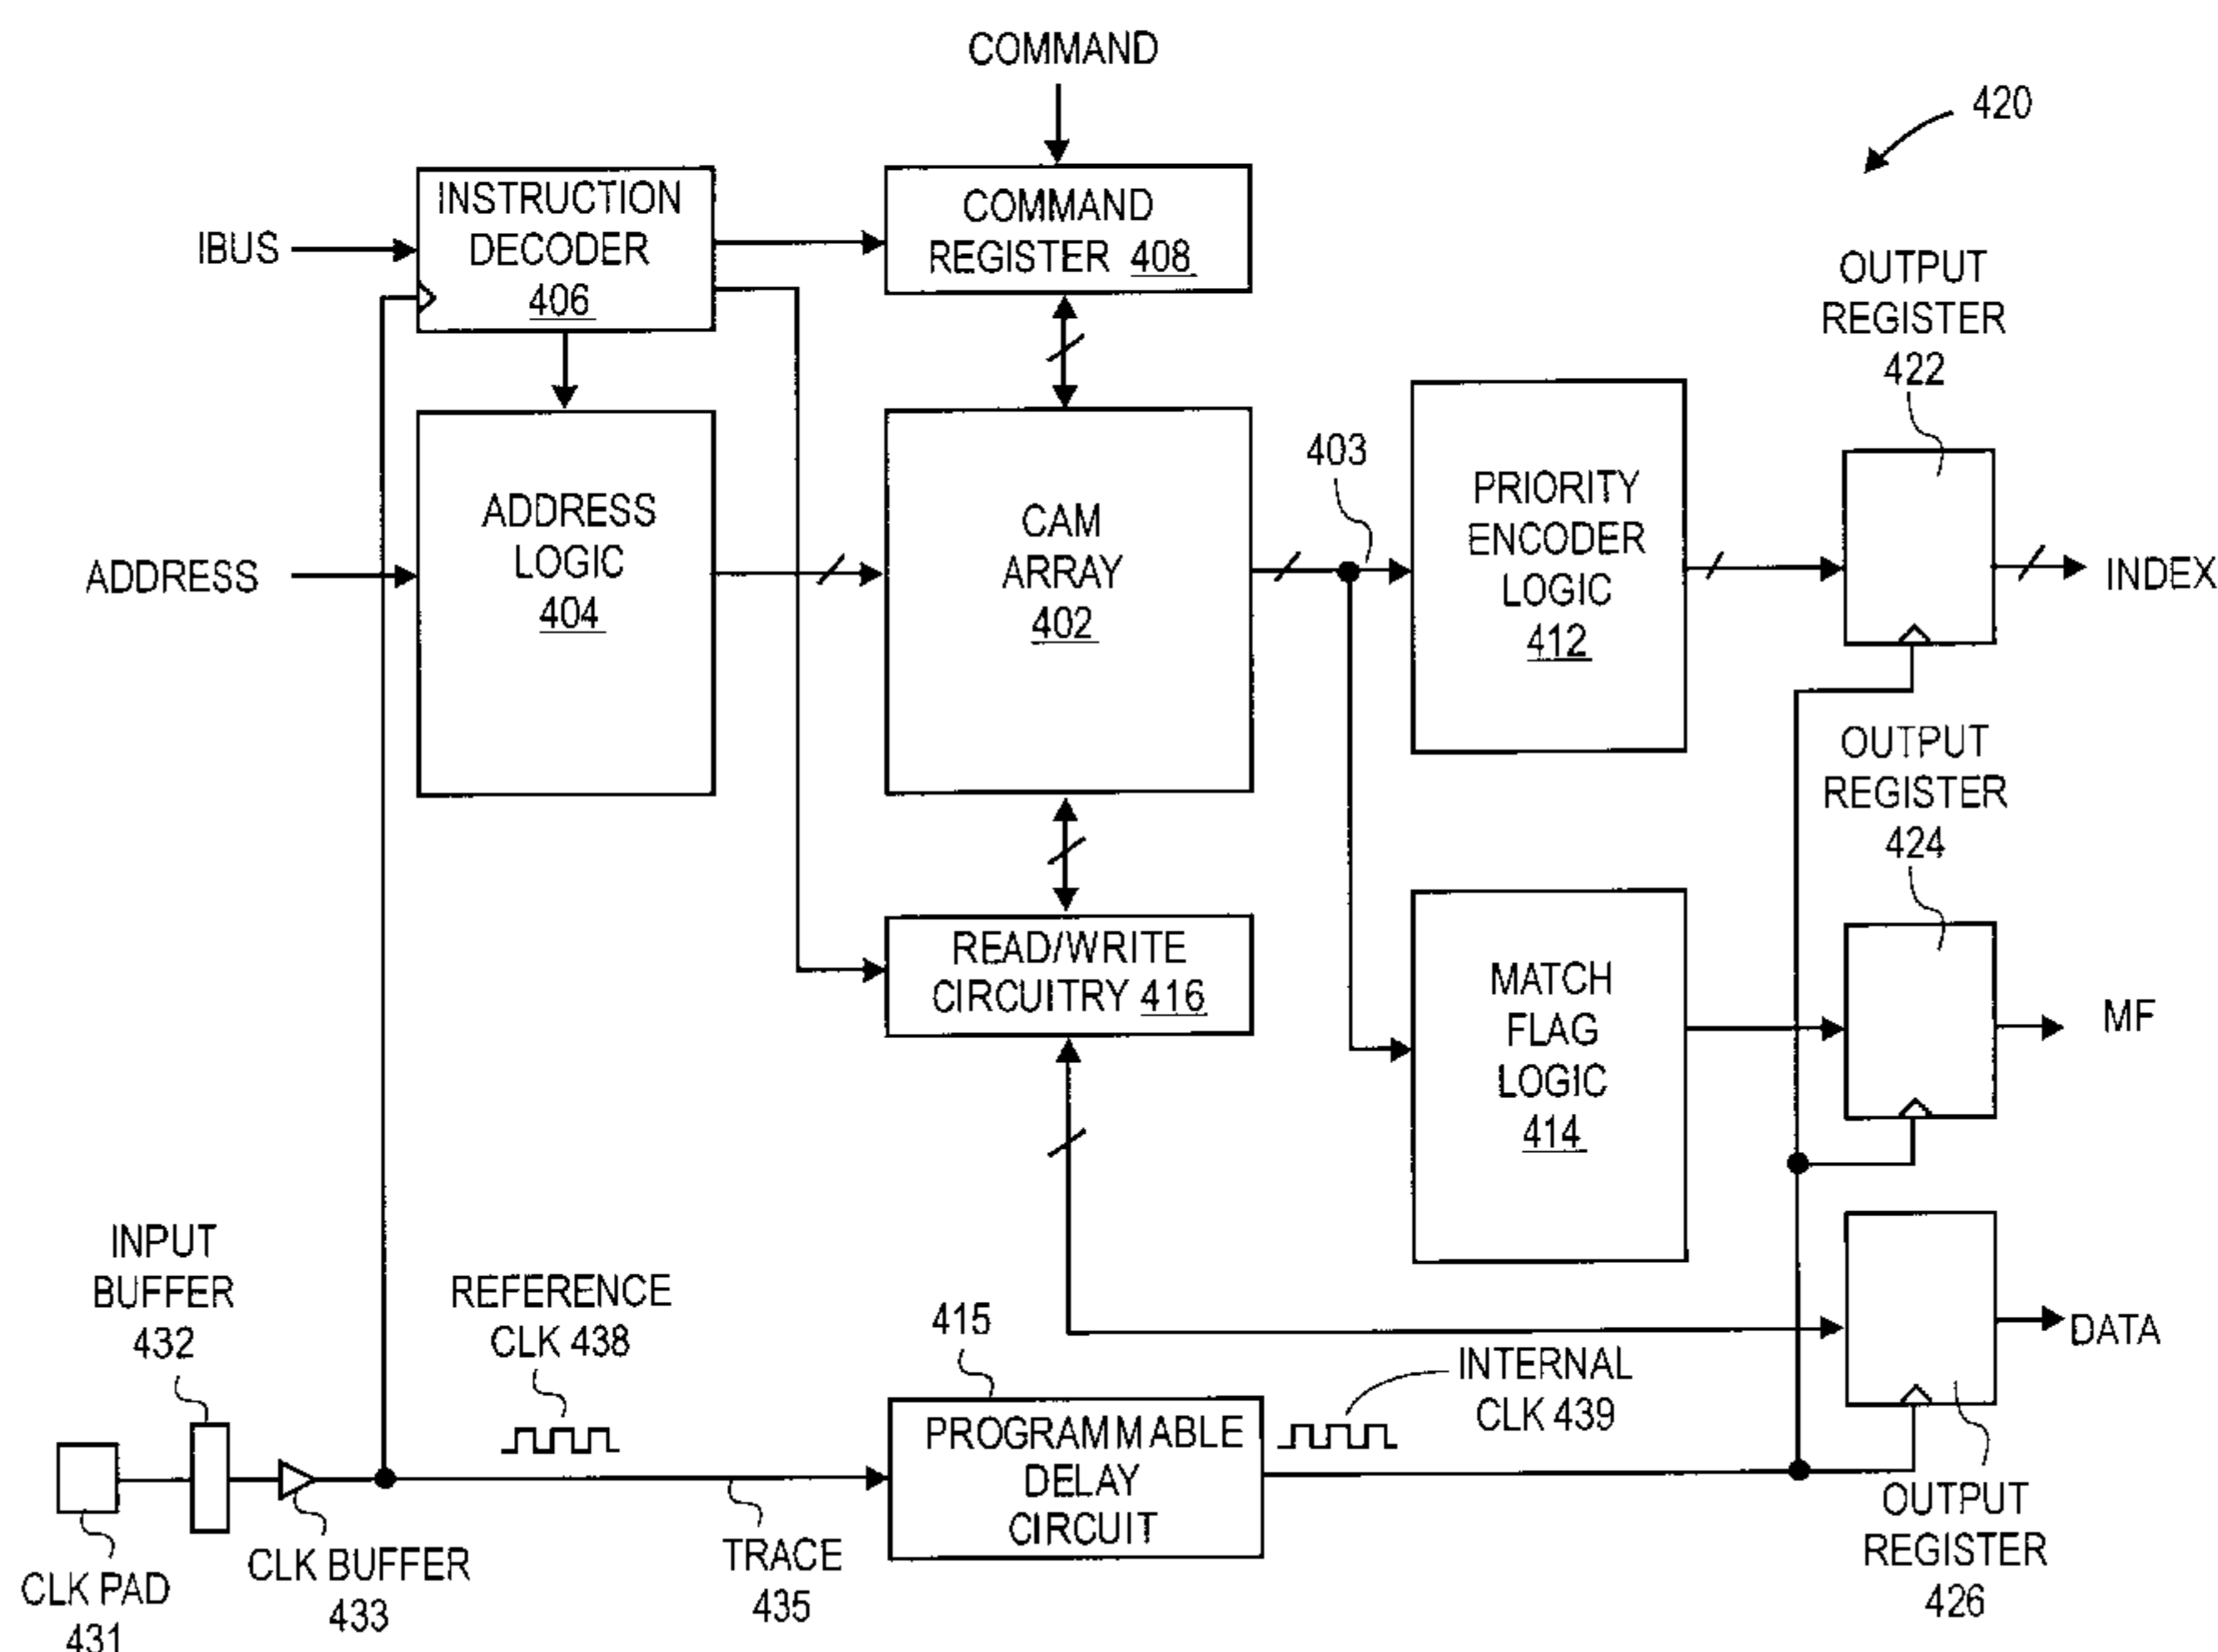 COMMAND
420
INSTRUCTION
DECODER
406
IBUS
COMMAND
REGISTER 408
OUTPUT
REGISTER
422
ADDRESS
ADDRESS
LOGIC
404
CAM
ARRAY
402
403
PRIORITY
ENCODER
LOGIC
412
INDEX
OUTPUT
REGISTER
424
READ/WRITE
CIRCUITRY 416
MATCH
FLAG
LOGIC
414
MF
INPUT
BUFFER
432
REFERENCE
CLK 438
415
PROGRAMMABLE
DELAY
CIRCUIT
INTERNAL
CLK 439
DATA
CLK PAD
431
CLK BUFFER
433
TRACE
435
OUTPUT
REGISTER
426